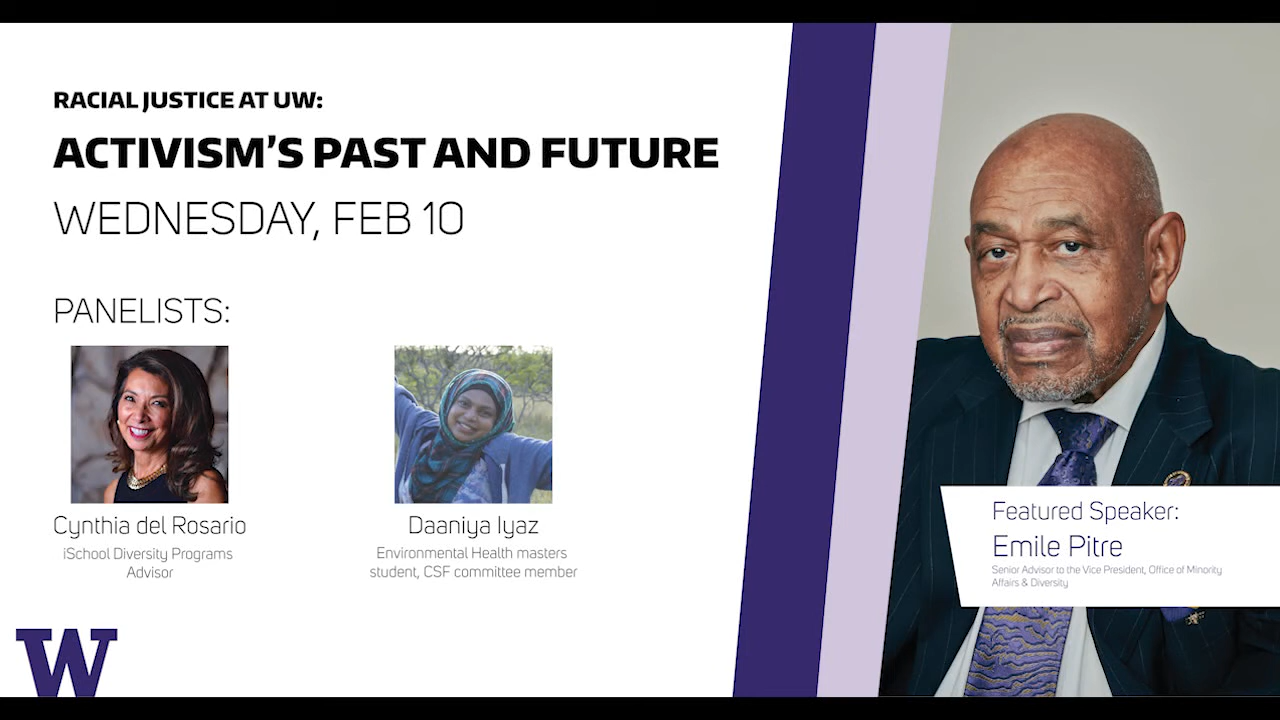 RACIAL JUSTICE AT UW:
ACTIVISM'S PAST AND FUTURE
WEDNESDAY, FEB 10
PANELISTS:
Cynthia del Rosario
iSchool Diversity Programs
Advisor
Daaniya Iyaz
Environmental Health masters
student, CSF committee member
Featured Speaker:
Emile Pitre
Senior Advisor to the Vice President, Office of Minority
Affairs & Diversity
W